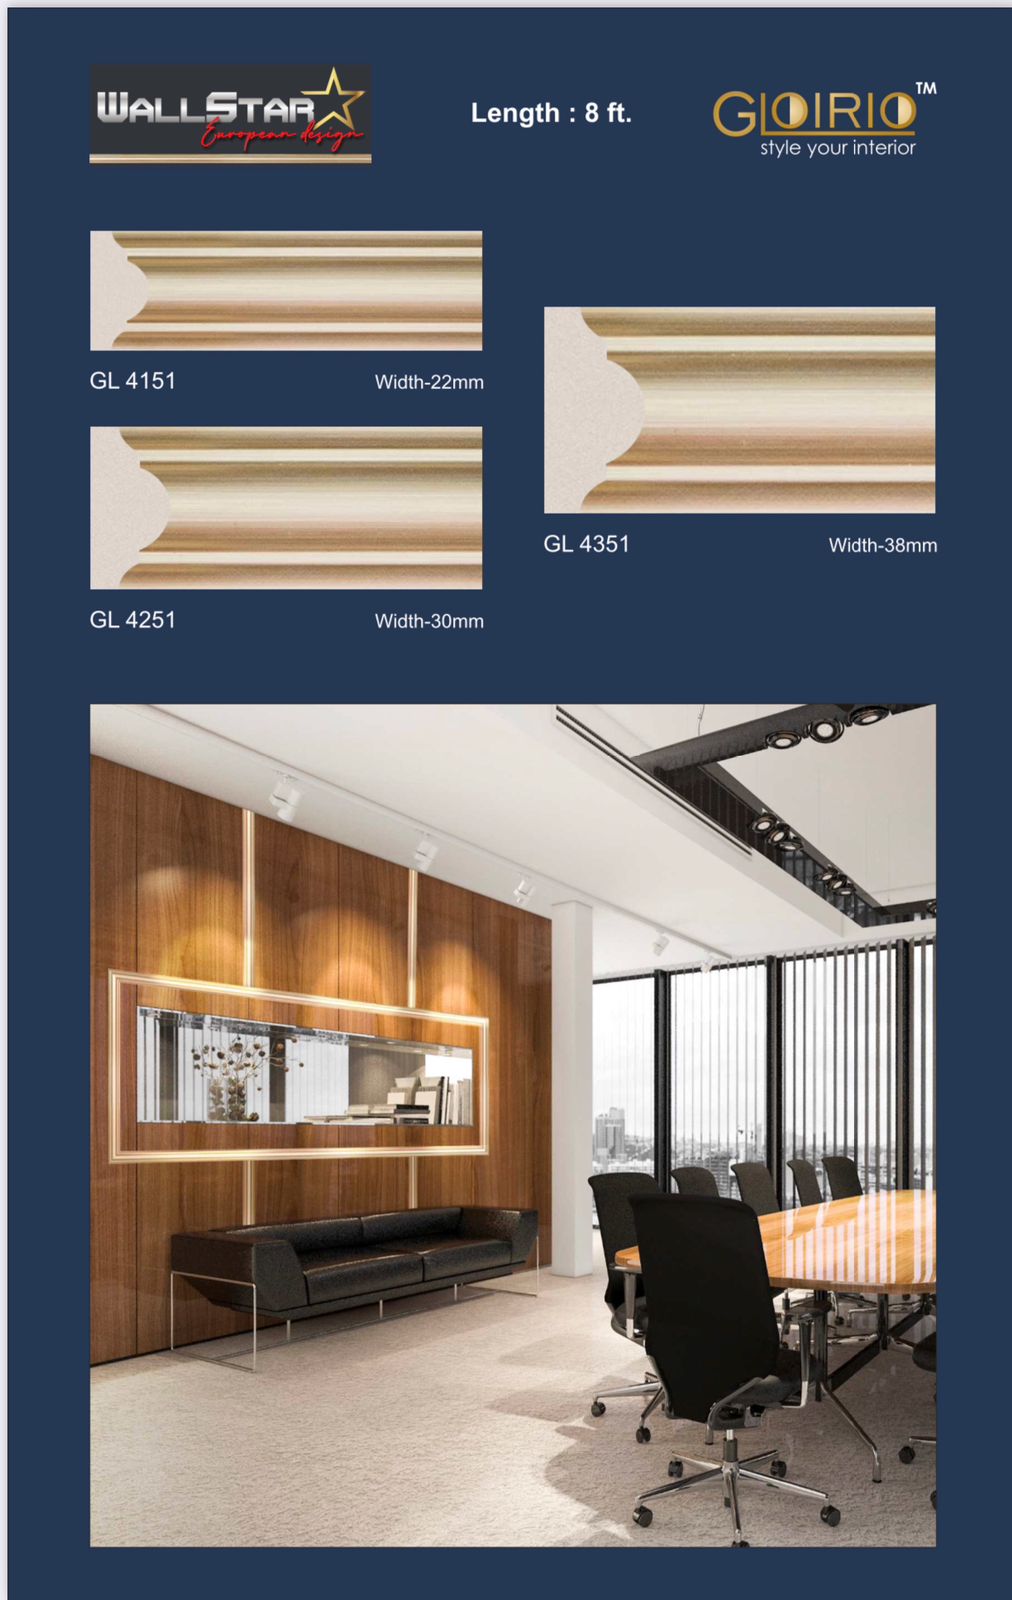 WALLSTAR
European design
Length : 8 ft.
GLOIRIO™
style your interior
GL 4151 Width-22mm
GL 4251 Width-30mm
GL 4351 Width-38mm